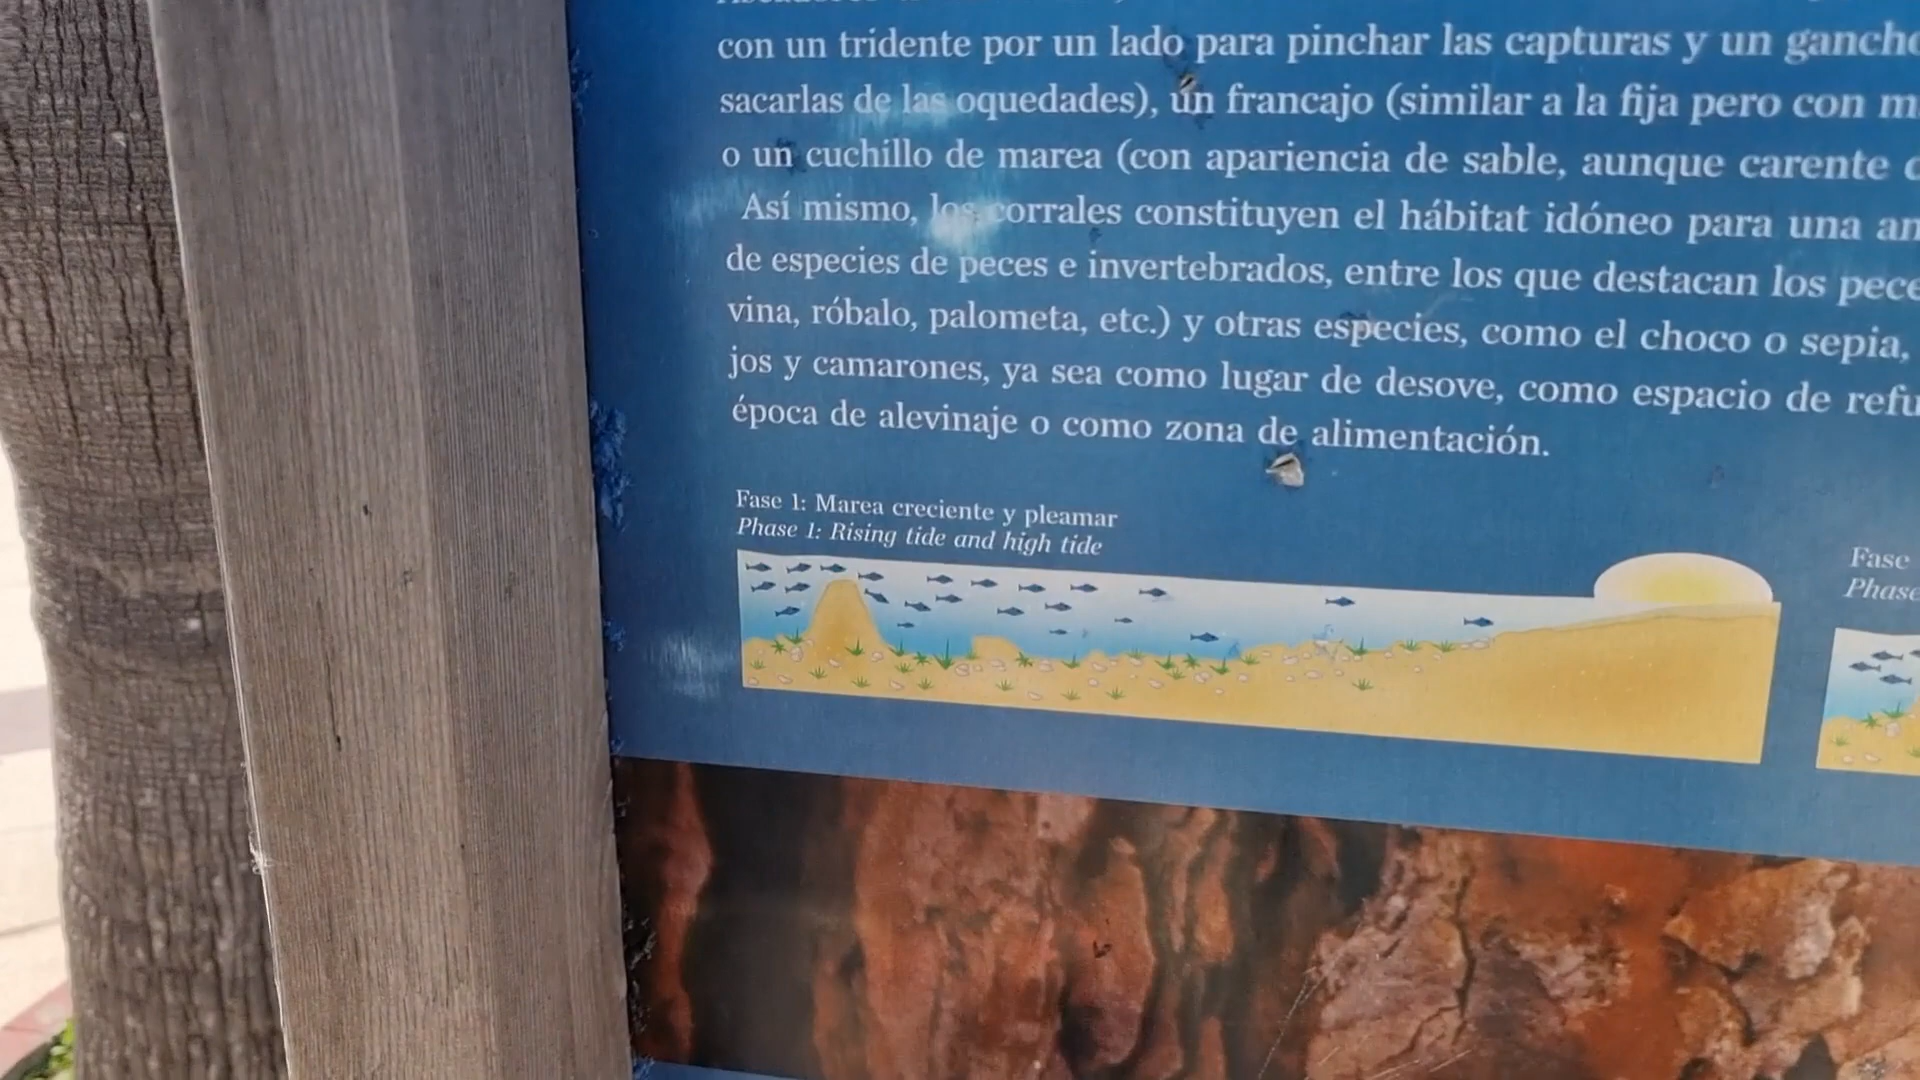 con un tridente por un lado para pinchar las capturas y un gancho
sacarlas de las oquedades), un francajo (similar a la fija pero con
o un cuchillo de marea (con apariencia de sable, aunque carente
Así mismo, los corrales constituyen el hábitat idóneo para una
de especies de peces e invertebrados, entre los que destacan los
vina, róbalo, palometa, etc.) y otras especies, como el choco o sepia,
jos y camarones, ya sea como lugar de desove, como espacio de
época de alevinaje o como zona de alimentación.
Fase 1: Marea creciente y pleamar
Phase 1: Rising tide and high tide
Fase
Phase